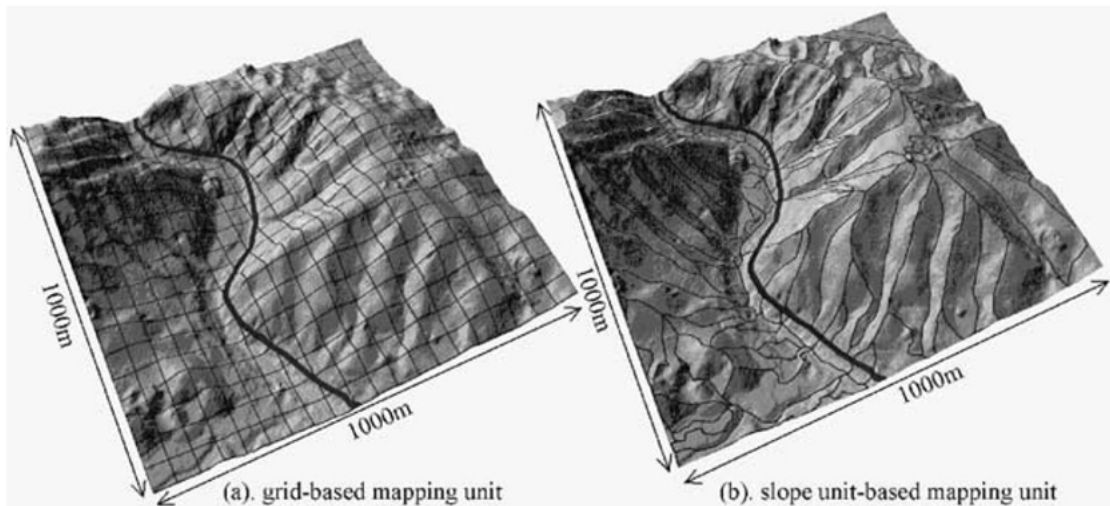 1000m
1000m
(a). grid-based mapping unit
1000m
1000m
(b). slope unit-based mapping unit